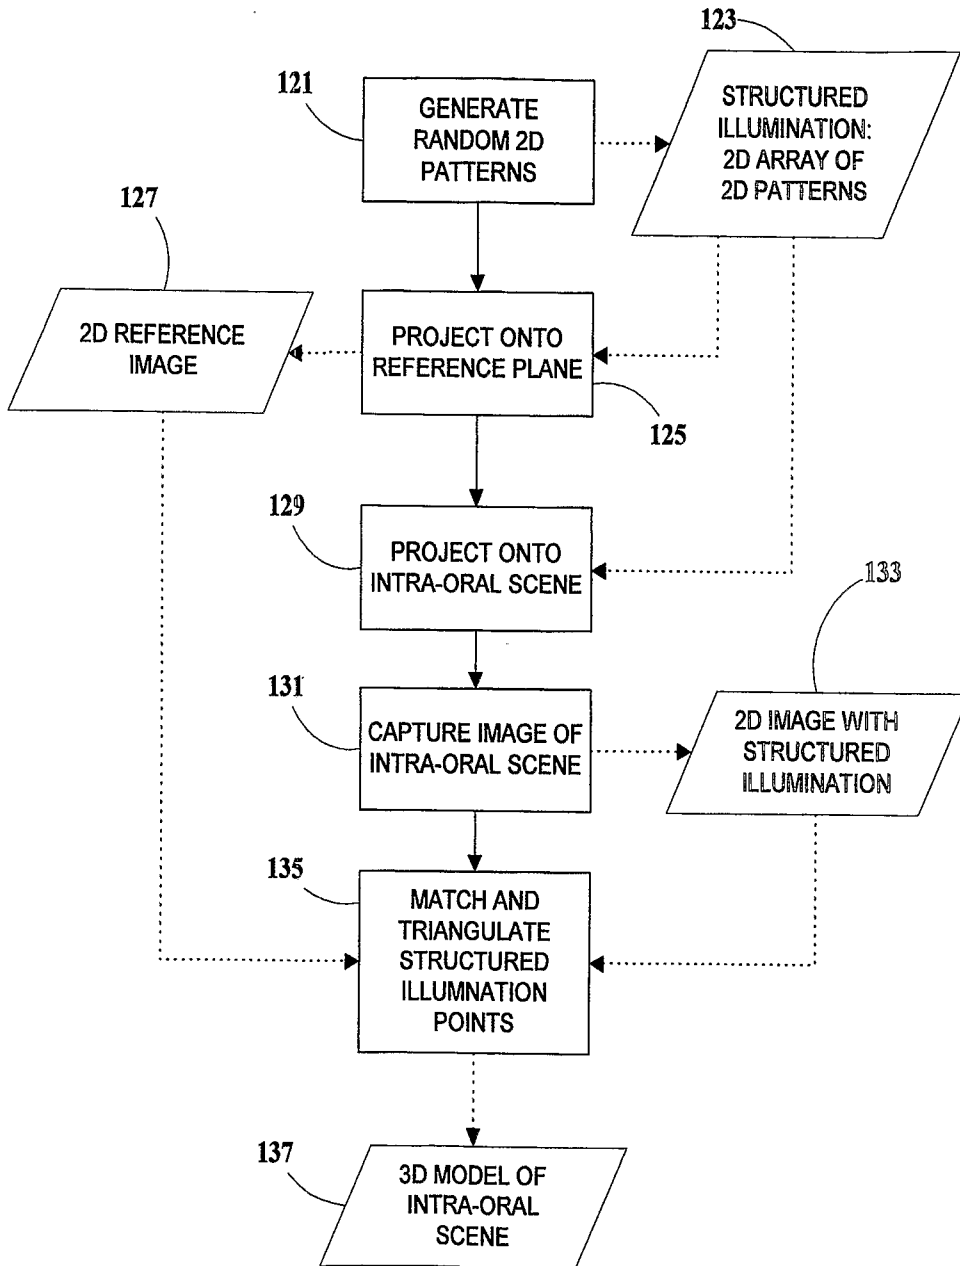 123
121
GENERATE
RANDOM 2D
PATTERNS
STRUCTURED
ILLUMINATION:
2D ARRAY OF
2D PATTERNS
127
2D REFERENCE
IMAGE
PROJECT ONTO
REFERENCE PLANE
125
129
PROJECT ONTO
INTRA-ORAL SCENE
133
131
CAPTURE IMAGE OF
INTRA-ORAL SCENE
2D IMAGE WITH
STRUCTURED
ILLUMINATION
135
MATCH AND
TRIANGULATE
STRUCTURED
ILLUMNATION
POINTS
137
3D MODEL OF
INTRA-ORAL
SCENE